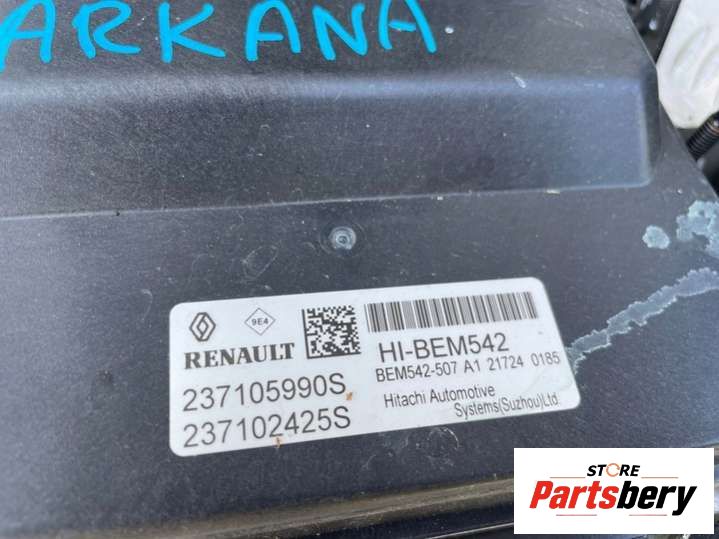 ARKANA
9E4
RENAULT
237105990S
237102425S
HI-BEM542
BEM542-507 A1 21724 0185
Hitachi Automotive
Systems(Suzhou)Ltd.
STORE
Partsbery